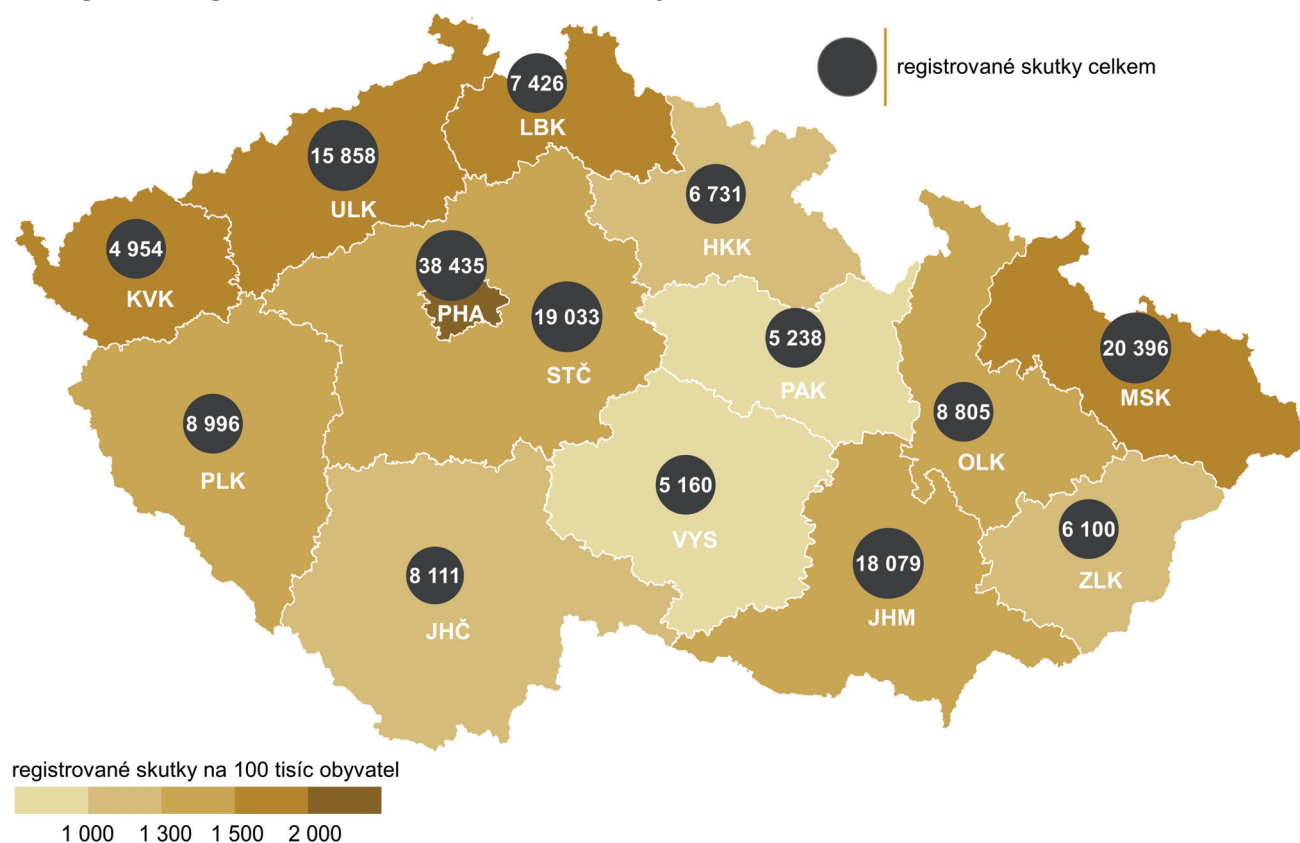 registrované skutky celkem
7 426
LBK
15 858
ULK
6 731
HKK
4 954
KVK
38 435
PHA
19 033
STČ
5 238
PAK
20 396
MSK
8 996
PLK
8 805
OLK
5 160
VYS
6 100
ZLK
8 111
JHČ
18 079
JHM
registrované skutky na 100 tisíc obyvatel
1 000 1 300 1 500 2 000